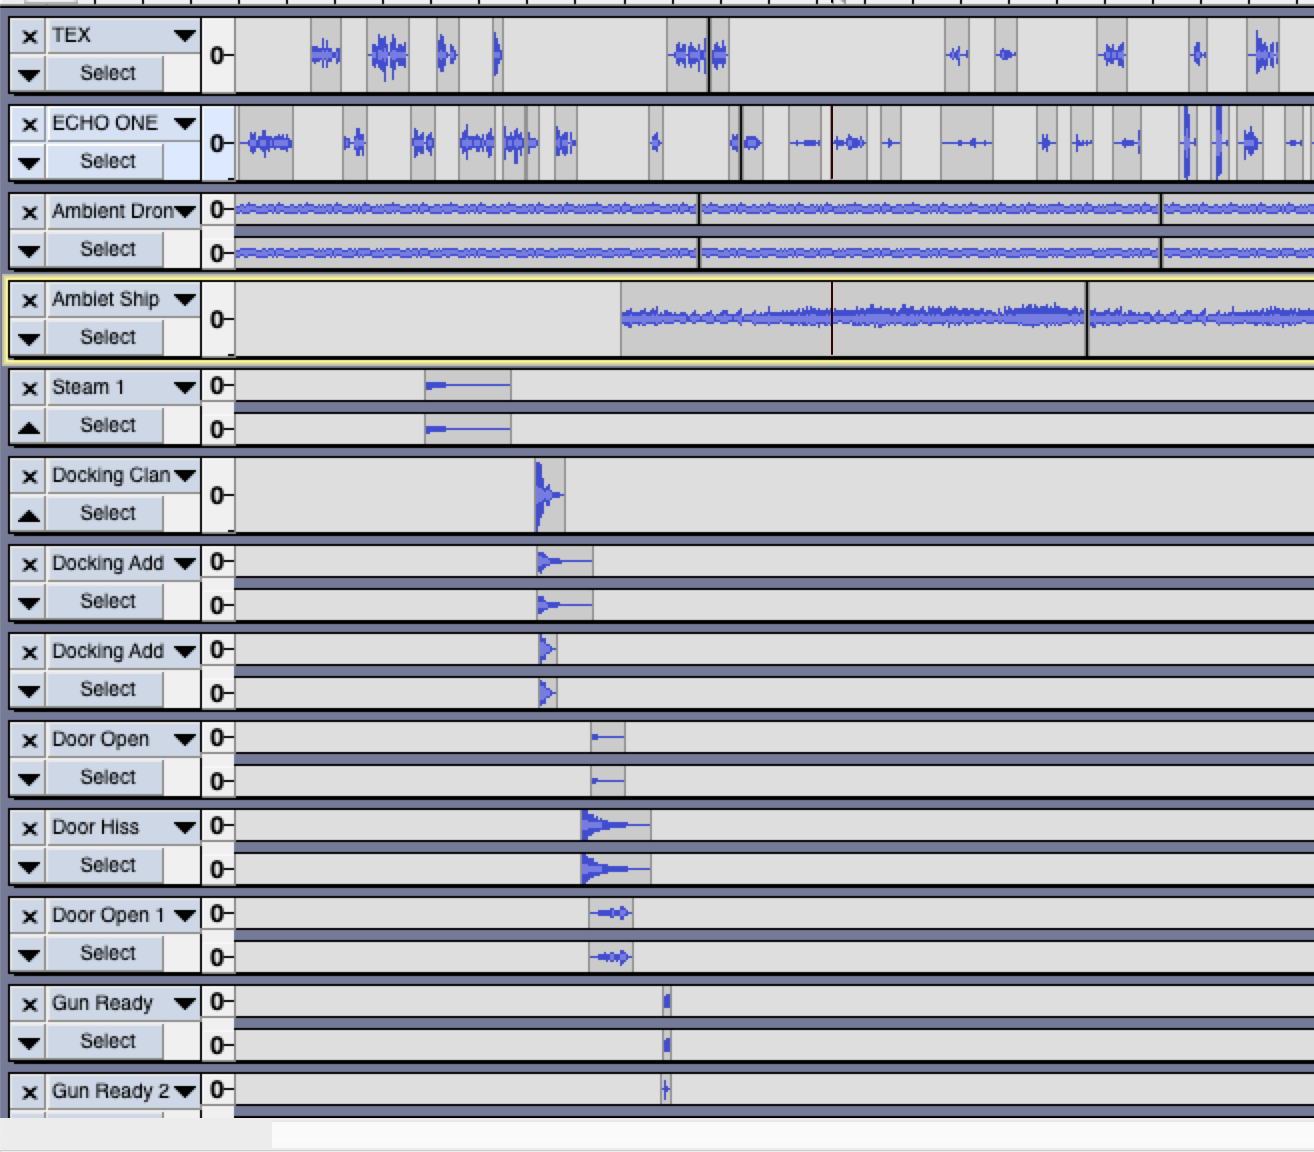 TEX
Select
0
ECHO ONE
Select
0
Ambient Dron
Select
0
0
Ambiet Ship
Select
0
Steam 1
Select
0
0
Docking Clan
Select
0
Docking Add
Select
0
0
Docking Add
Select
0
0
Door Open
Select
0
0
Door Hiss
Select
0
0
Door Open 1
Select
0
0
Gun Ready
Select
0
0
Gun Ready 2
0